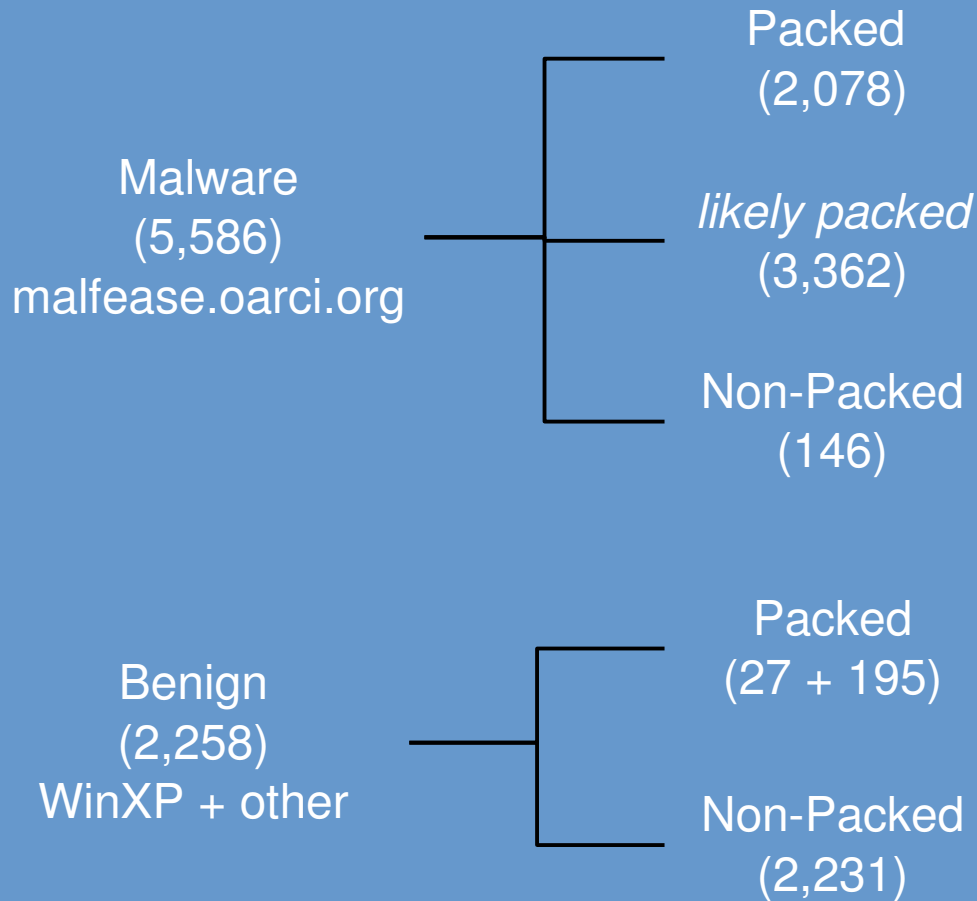 Malware
(5,586)
malfease.oarci.org
Packed
(2,078)
likely packed
(3,362)
Non-Packed
(146)
Benign
(2,258)
WinXP + other
Packed
(27 + 195)
Non-Packed
(2,231)